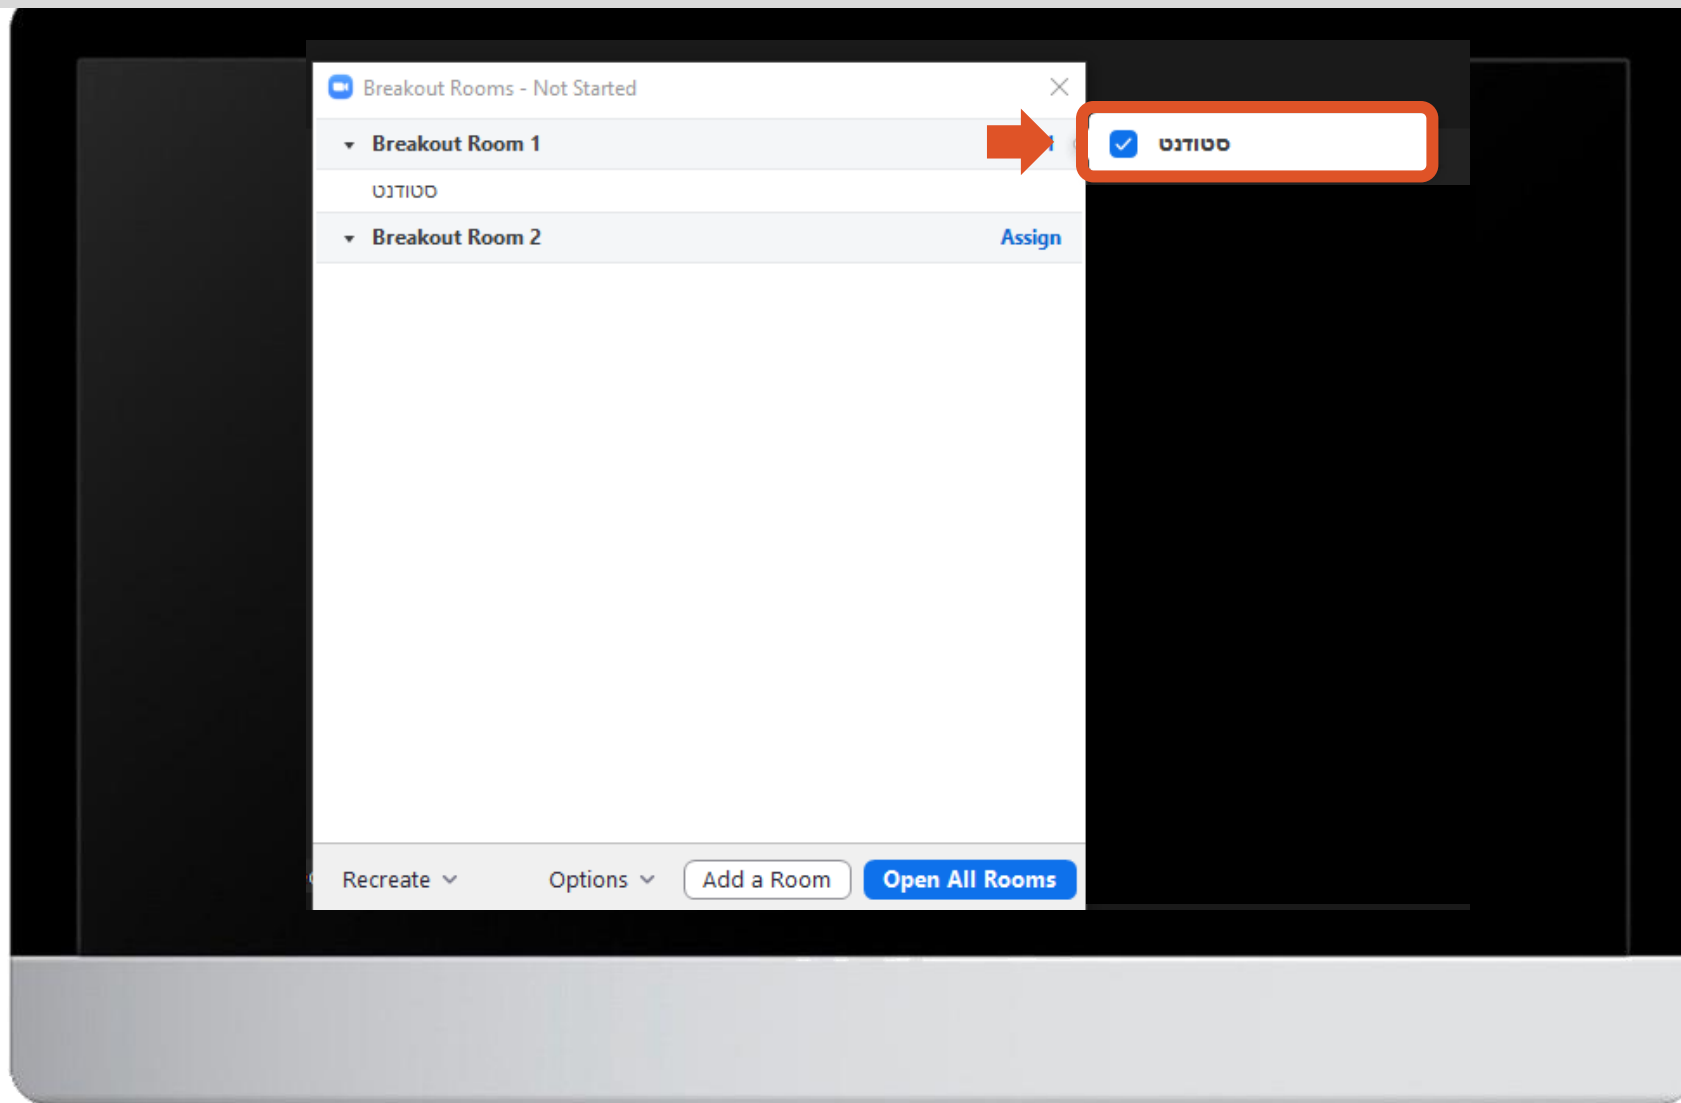 Breakout Rooms - Not Started
Breakout Room 1
סטודנט
סטודנט
Breakout Room 2 Assign
Recreate Options Add a Room Open All Rooms